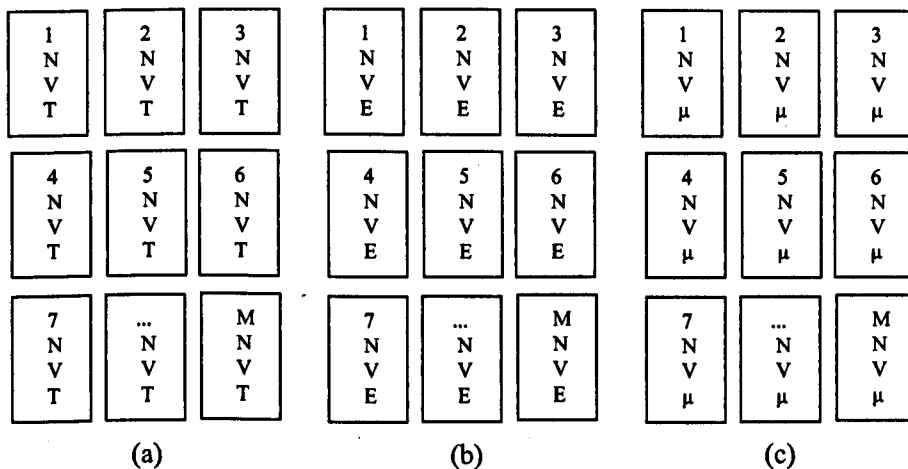 1 2 3 1 2 3 1 2 3
N N N N N N N N N
V V V V V V V V V
T T T E E E μ μ μ
4 5 6 4 5 6 4 5 6
N N N N N N N N N
V V V V V V V V V
T T T E E E μ μ μ
7 ... M 7 ... M 7 ... M
N N N N N N N N N
V V V V V V V V V
T T T E E E μ μ μ
(a) (b) (c)